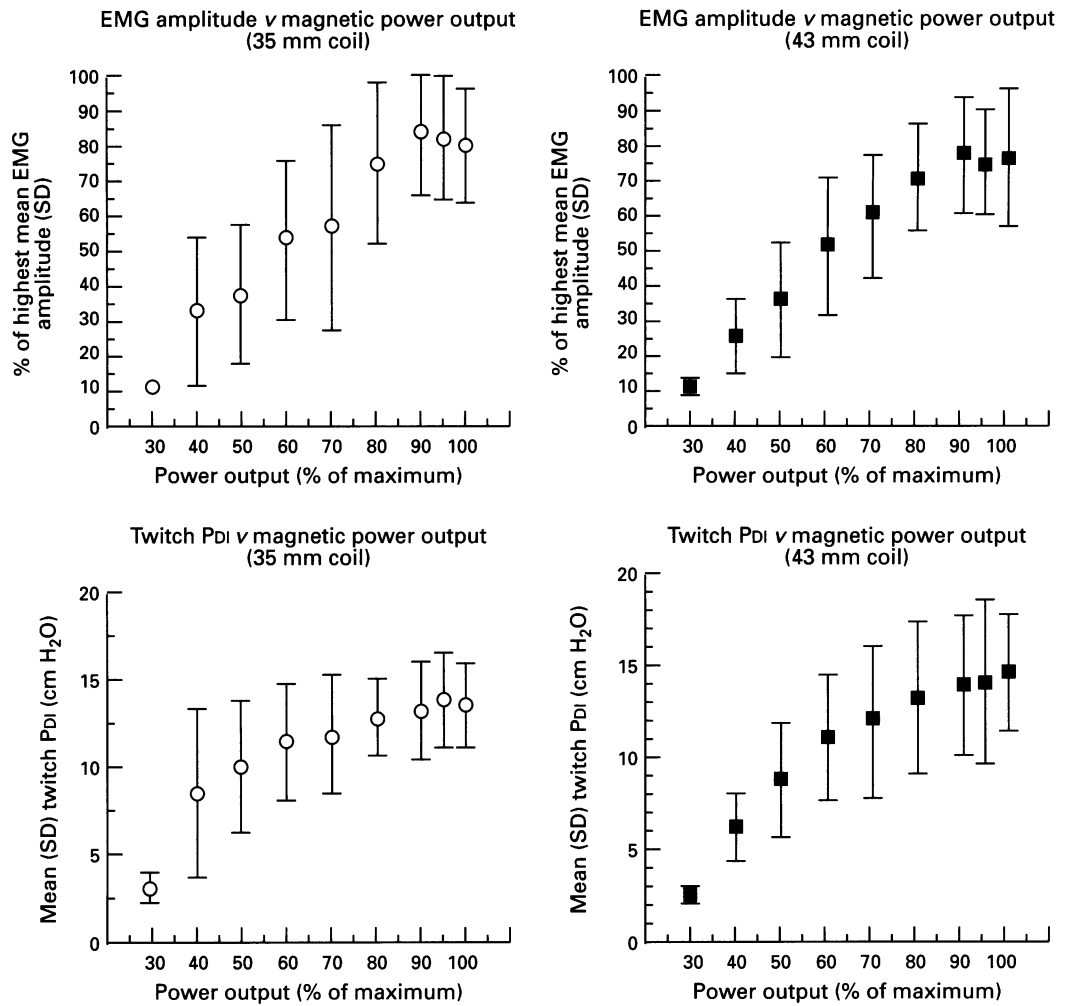 EMG amplitude v magnetic power output
(35 mm coil)
% of highest mean EMG
amplitude (SD)
100
90
80
70
60
50
40
30
20
10
0
30 40 50 60 70 80 90 100
Power output (% of maximum)
EMG amplitude v magnetic power output
(43 mm coil)
% of highest mean EMG
amplitude (SD)
100
90
80
70
60
50
40
30
20
10
0
30 40 50 60 70 80 90 100
Power output (% of maximum)
Twitch PDI v magnetic power output
(35 mm coil)
Mean (SD) twitch PDI (cm H₂O)
20
15
10
5
0
30 40 50 60 70 80 90 100
Power output (% of maximum)
Twitch PDI v magnetic power output
(43 mm coil)
Mean (SD) twitch PDI (cm H₂O)
20
15
10
5
0
30 40 50 60 70 80 90 100
Power output (% of maximum)